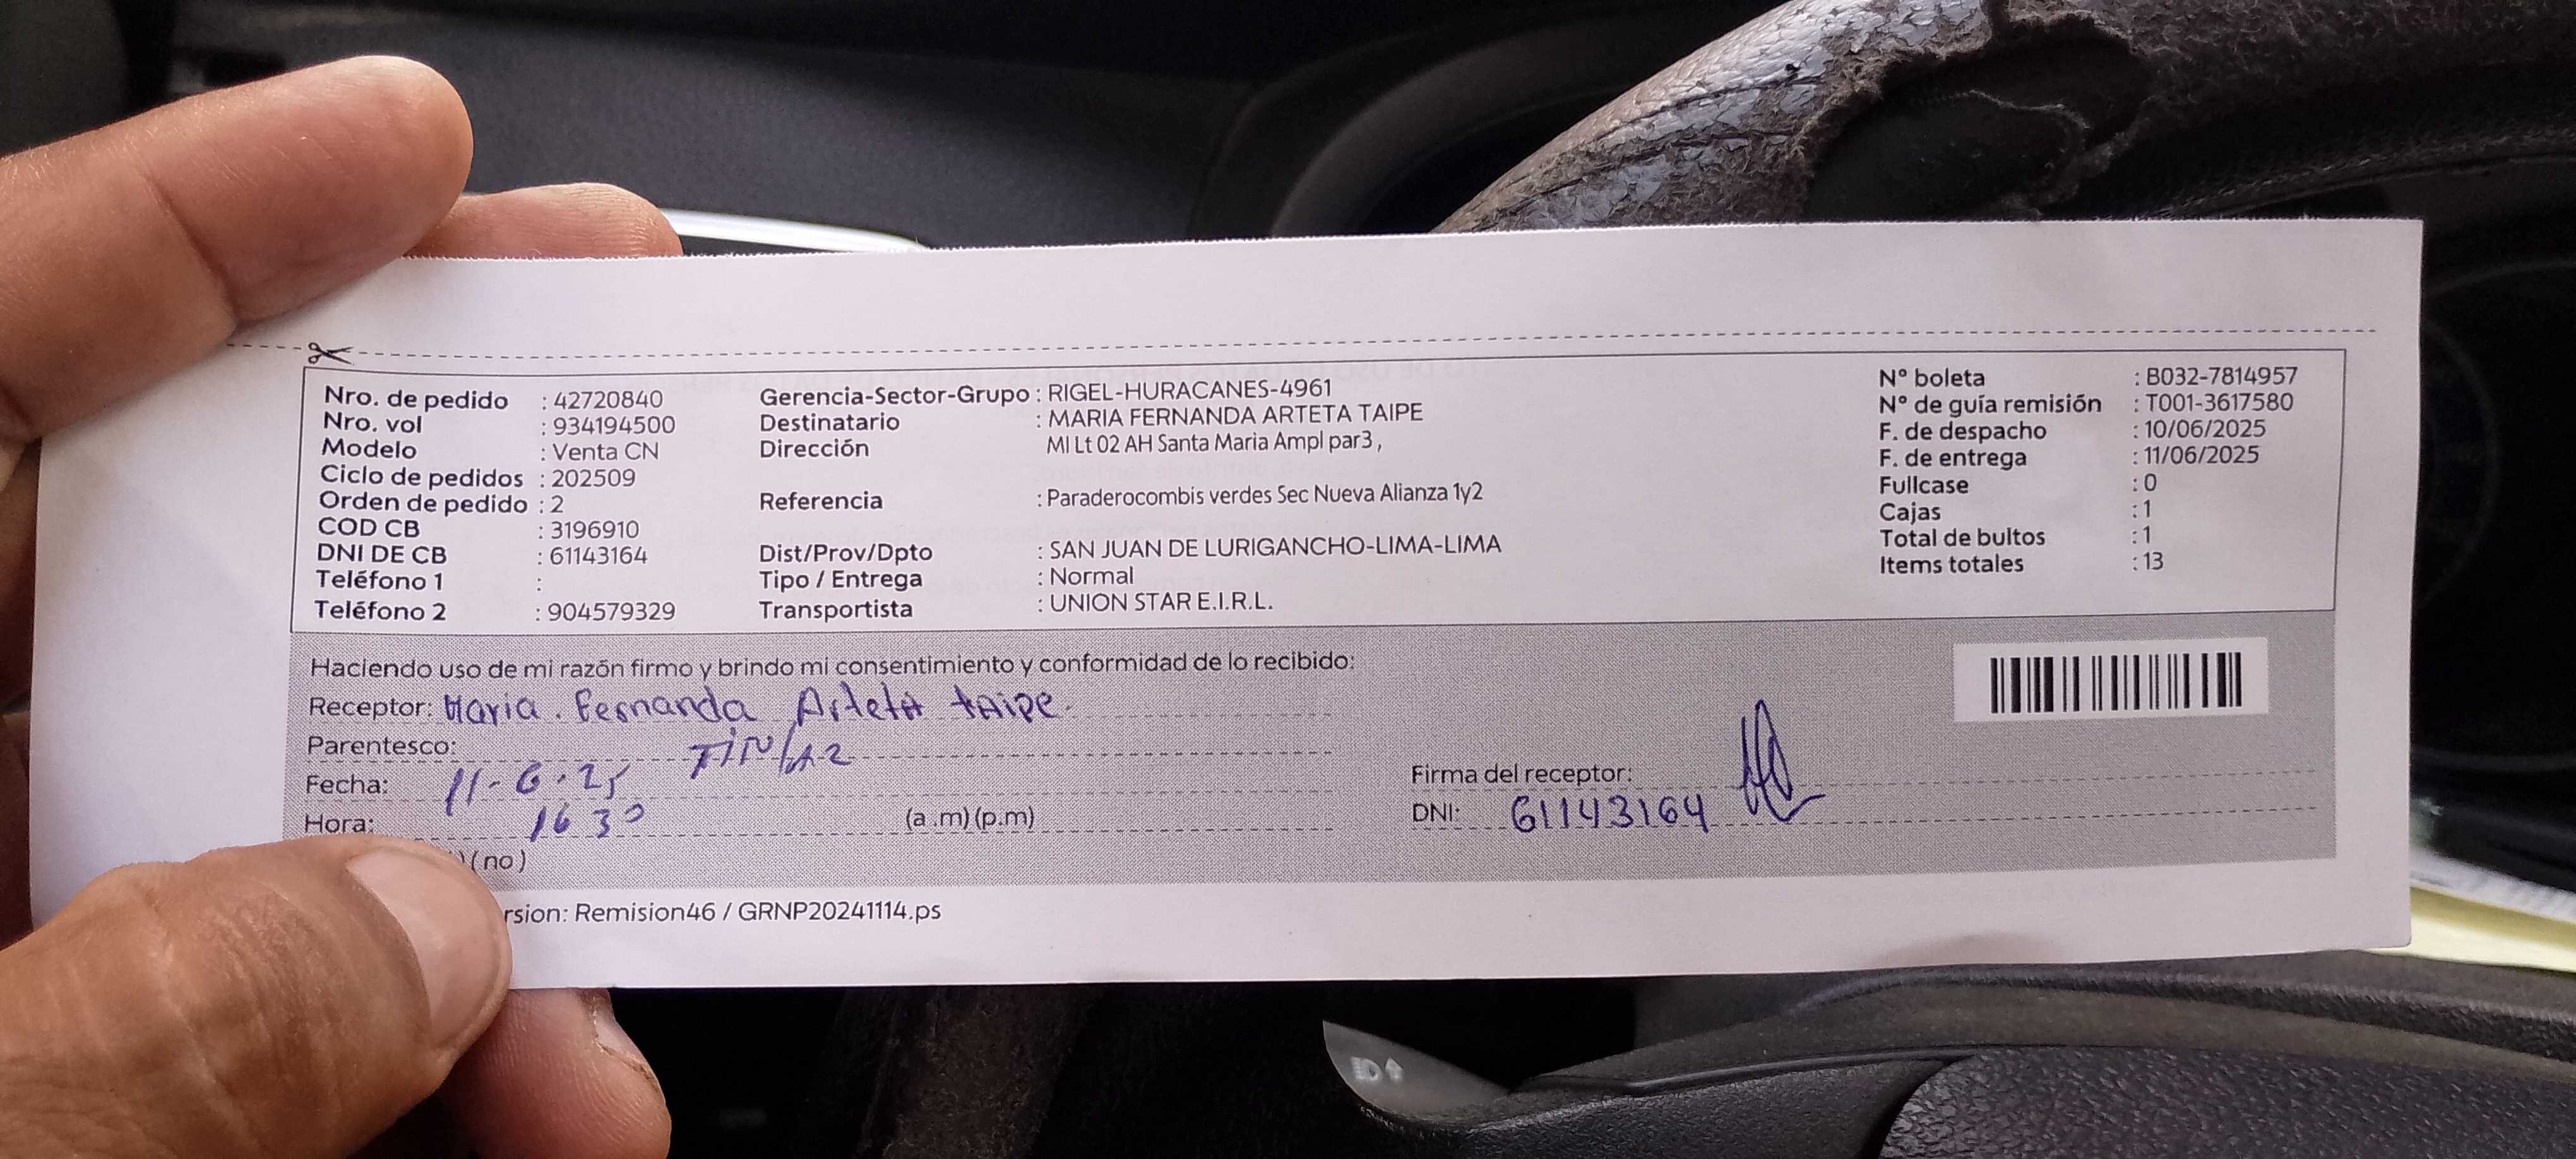 Nro. de pedido : 42720840
Nro. vol : 934194500
Modelo : Venta CN
Ciclo de pedidos : 202509
Orden de pedido : 2
COD CB : 3196910
DNI DE CB : 61143164
Teléfono 1 :
Teléfono 2 : 904579329
Gerencia-Sector-Grupo : RIGEL-HURACANES-4961
Destinatario : MARIA FERNANDA ARTETA TAIPE
Dirección MI Lt 02 AH Santa Maria Ampl par3 ,
Referencia : Paraderocombis verdes Sec Nueva Alianza 1y2
Dist/Prov/Dpto : SAN JUAN DE LURIGANCHO-LIMA-LIMA
Tipo / Entrega : Normal
Transportista : UNION STAR E.I.R.L.
N° boleta : B032-7814957
N° de guía remisión : T001-3617580
F. de despacho : 10/06/2025
F. de entrega : 11/06/2025
Fullcase : 0
Cajas : 1
Total de bultos : 1
Items totales : 13
Haciendo uso de mi razón firmo y brindo mi consentimiento y conformidad de lo recibido:
Receptor: Maria . Fernanda Arteta tAipe.
Parentesco:
Fecha: 11-6.25
Hora: 16 30 (a .m) (p.m)
(no)
Firma del receptor:
DNI: 61143164
rsion: Remision46 / GRNP20241114.ps